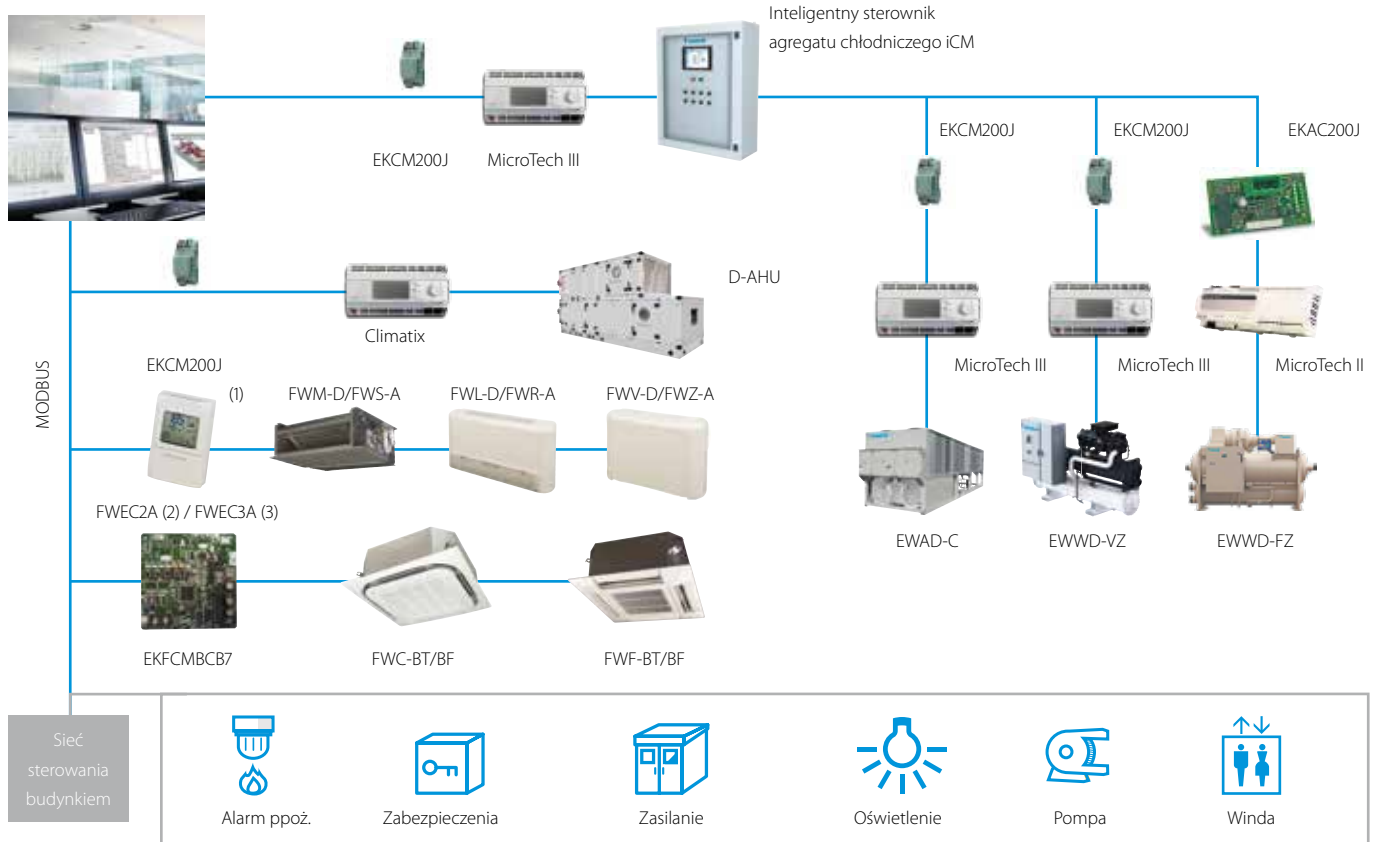 Inteligentny sterownik
agregatu chłodniczego iCM
EKCM200J
MicroTech III
EKCM200J
EKCM200J
EKAC200J
D-AHU
Climatix
MicroTech III
MicroTech III
MicroTech II
MODBUS
EKCM200J
(1)
FWM-D/FWS-A
FWL-D/FWR-A
FWV-D/FWZ-A
FWEC2A (2) / FWEC3A (3)
EWAD-C
EWWD-VZ
EWWD-FZ
EKFCMBCB7
FWC-BT/BF
FWF-BT/BF
Sieć
sterowania
budynkiem
Alarm ppoż.
Zabezpieczenia
Zasilanie
Oświetlenie
Pompa
Winda